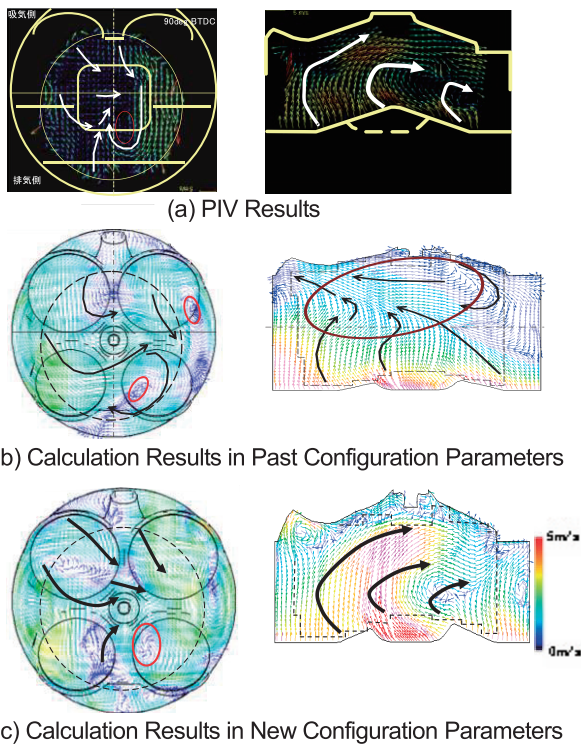 吸気側
90deg BTDC
5 m/s
排気側
(a) PIV Results
b) Calculation Results in Past Configuration Parameters
5m/s
0m/s
c) Calculation Results in New Configuration Parameters